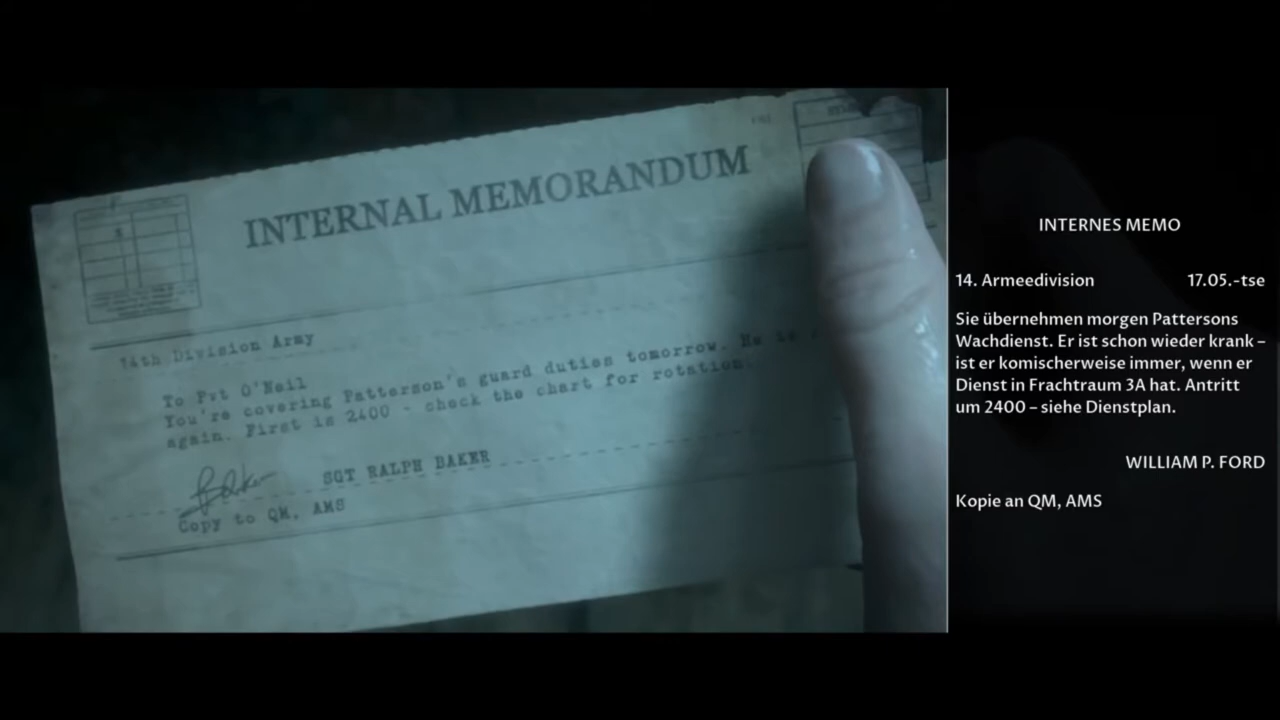 INTERNAL MEMORANDUM
14th Division Army
To Pvt O'Neil
You're covering Patterson's guard duties tomorrow. He is
again. First is 2400 - check the chart for rotation.
SGT RALPH BAKER
Copy to QM, AMS
INTERNES MEMO
14. Armeedivision 17.05.-tse
Sie übernehmen morgen Pattersons
Wachdienst. Er ist schon wieder krank –
ist er komischerweise immer, wenn er
Dienst in Frachtraum 3A hat. Antritt
um 2400 – siehe Dienstplan.
WILLIAM P. FORD
Kopie an QM, AMS